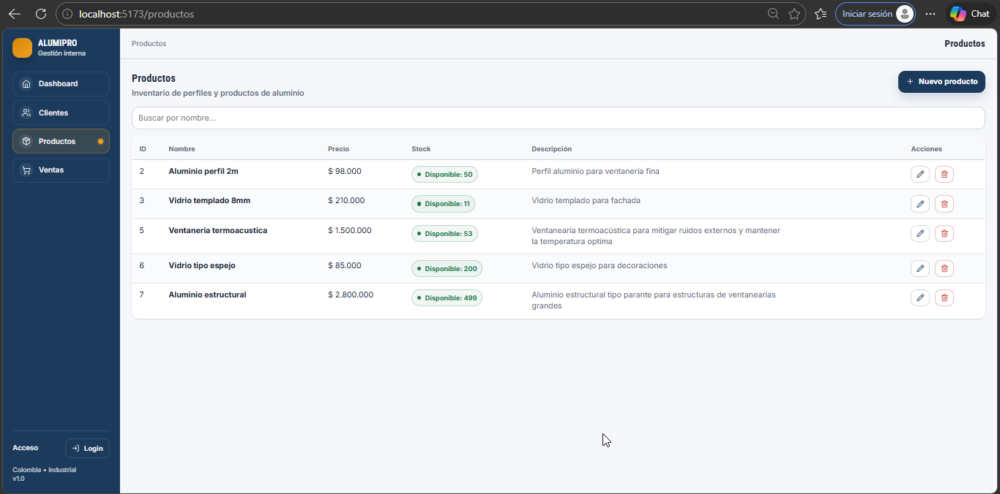 localhost:5173/productos
Iniciar sesión
Chat
ALUMIPRO
Gestión interna
Dashboard
Clientes
Productos
Ventas
Acceso
Login
Colombia • Industrial
v1.0
Productos
Productos
Productos
Inventario de perfiles y productos de aluminio
+ Nuevo producto
Buscar por nombre...
ID Nombre Precio Stock Descripción Acciones
2 Aluminio perfil 2m $ 98.000 Disponible: 50 Perfil aluminio para ventanería fina
3 Vidrio templado 8mm $ 210.000 Disponible: 11 Vidrio templado para fachada
5 Ventaneria termoacustica $ 1.500.000 Disponible: 53 Ventanearia termoacústica para mitigar ruidos externos y mantener
la temperatura optima
6 Vidrio tipo espejo $ 85.000 Disponible: 200 Vidrio tipo espejo para decoraciones
7 Aluminio estructural $ 2.800.000 Disponible: 499 Aluminio estructural tipo parante para estructuras de ventanearías
grandes